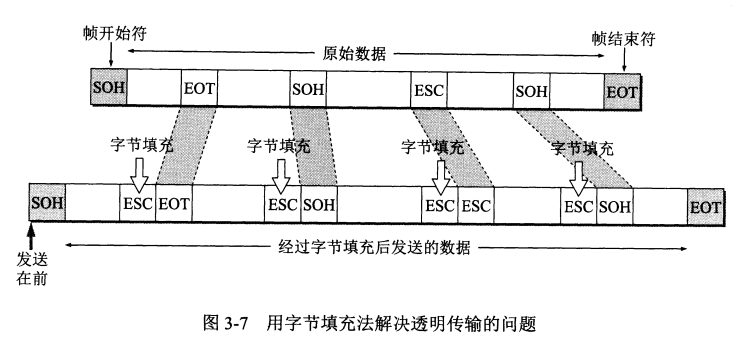 帧开始符
原始数据
帧结束符
SOH EOT SOH ESC SOH EOT
字节填充 字节填充 字节填充 字节填充
SOH ESC EOT ESC SOH ESC ESC ESC SOH EOT
经过字节填充后发送的数据
发送
在前
图 3-7 用字节填充法解决透明传输的问题